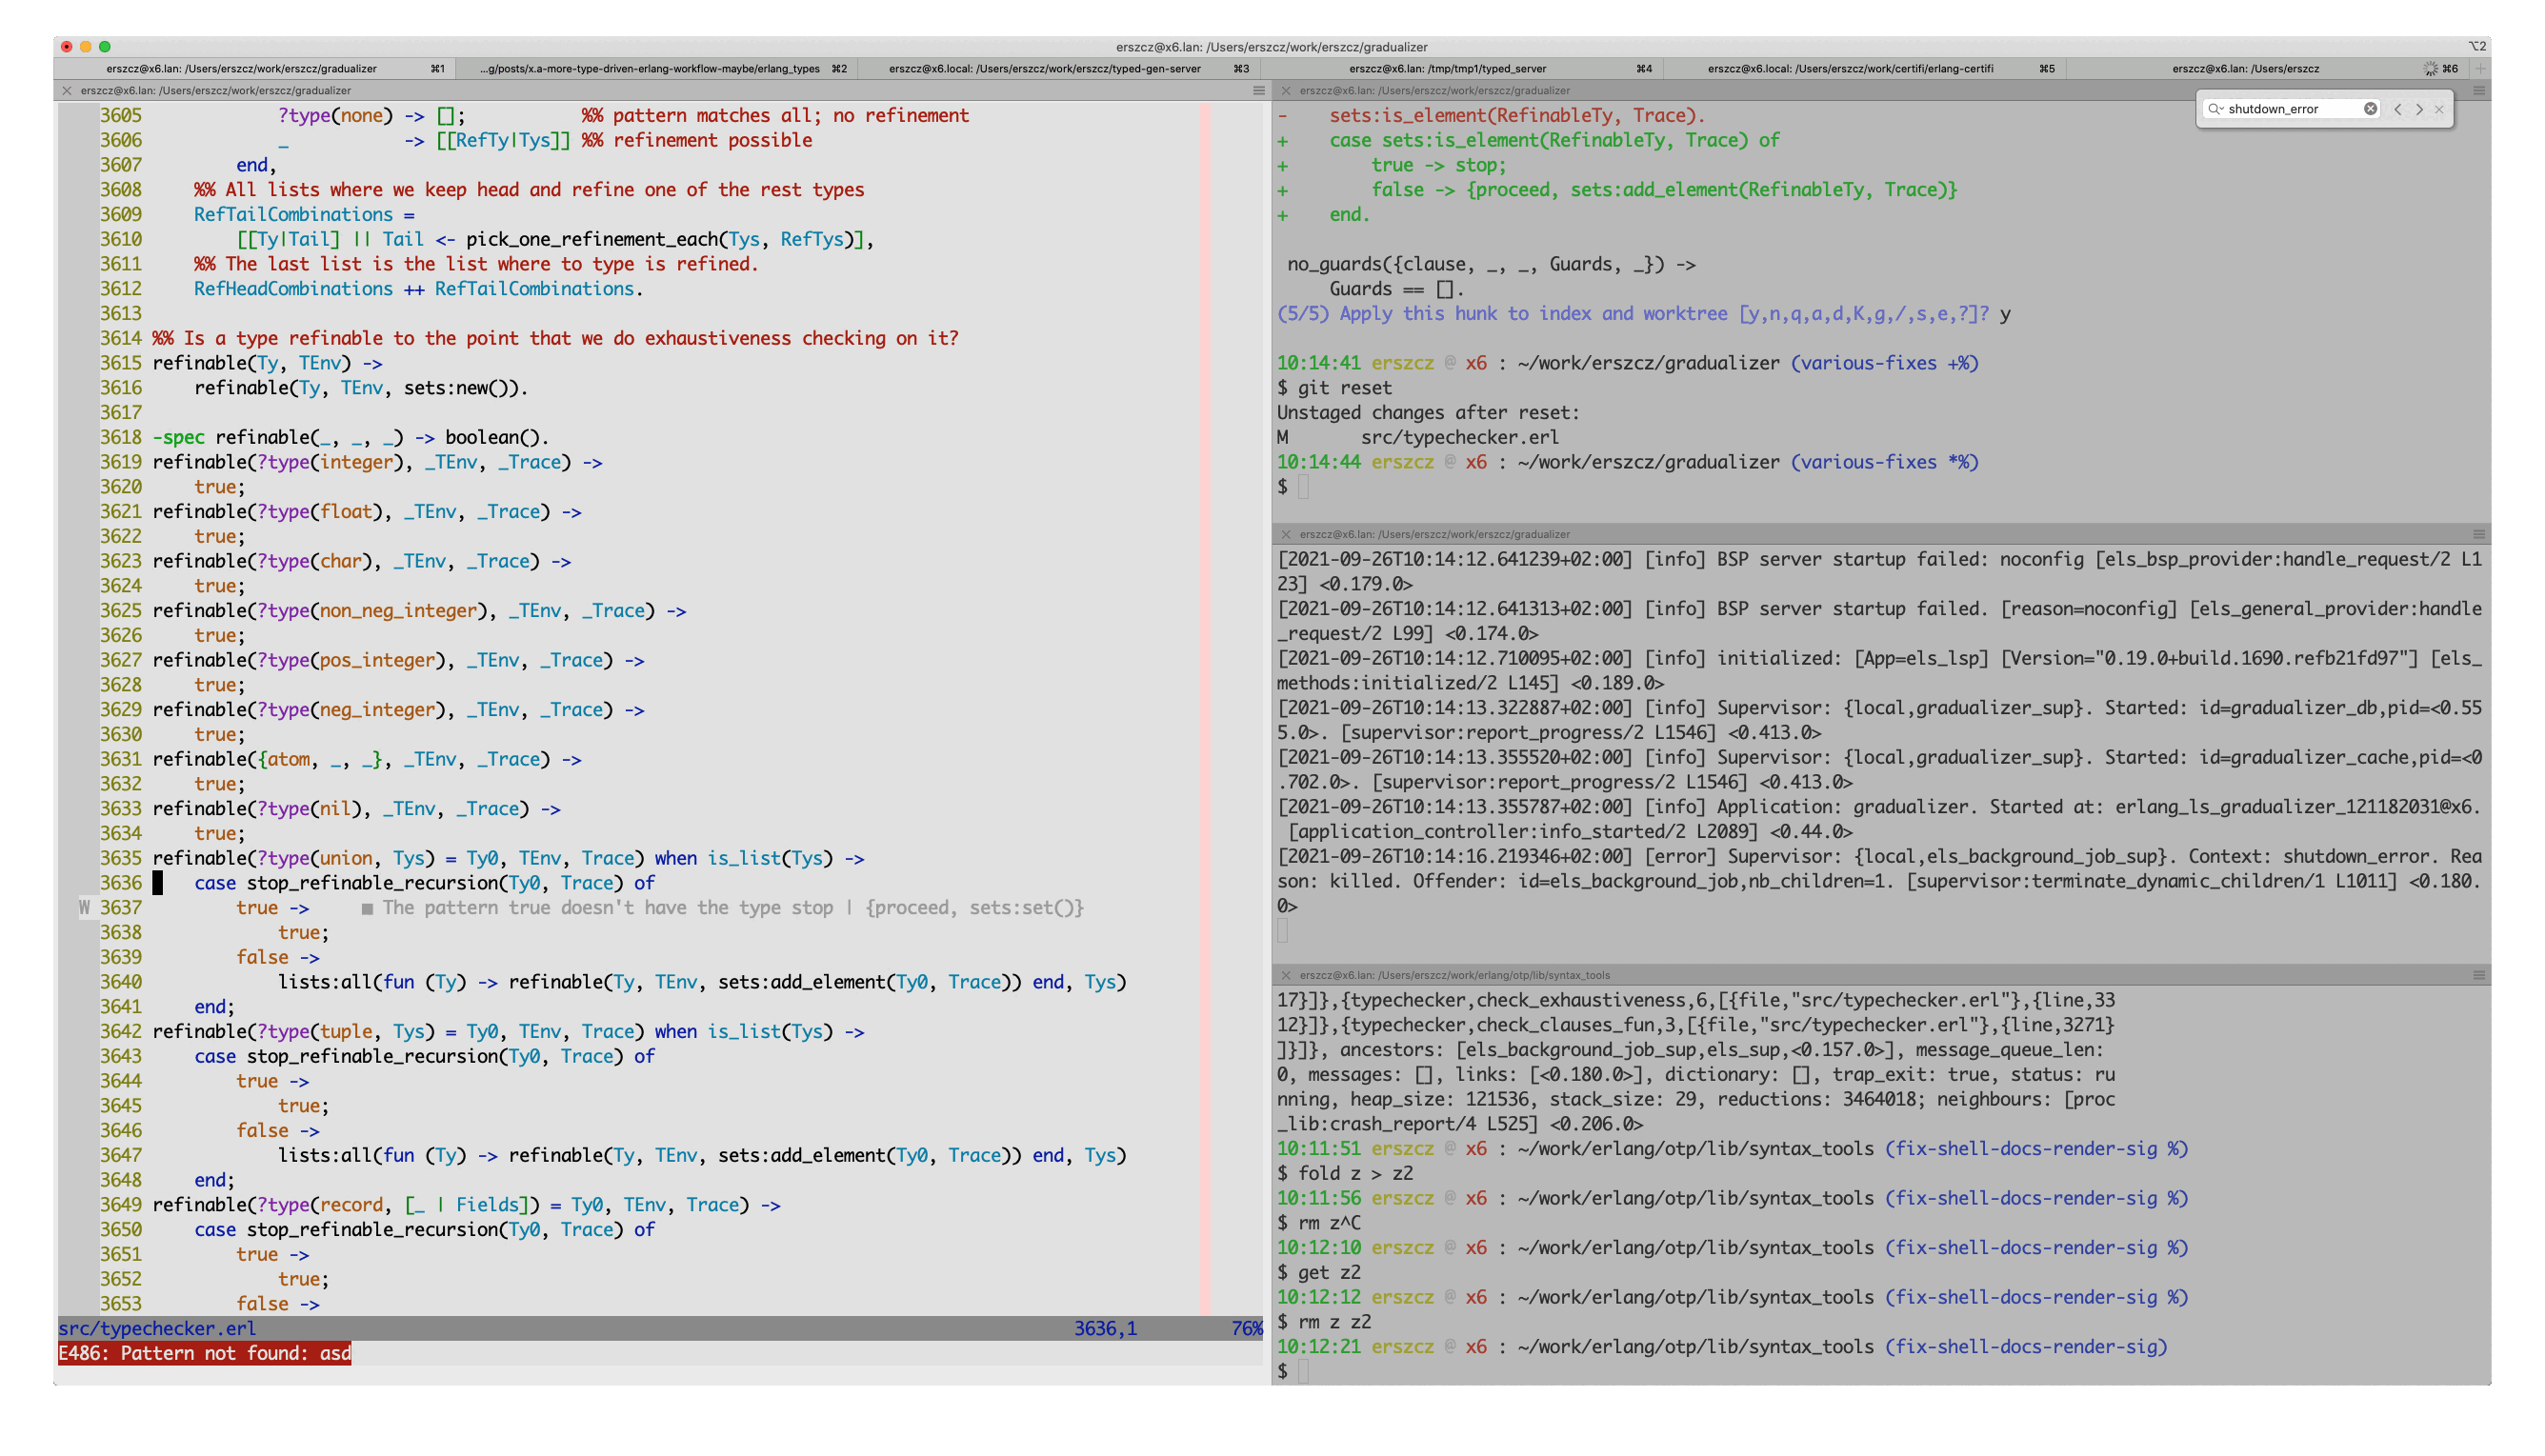 erszcz@x6.lan: /Users/erszcz/work/erszcz/gradualizer
⌥2
erszcz@x6.lan: /Users/erszcz/work/erszcz/gradualizer ⌘1
...g/posts/x.a-more-type-driven-erlang-workflow-maybe/erlang_types ⌘2
erszcz@x6.local: /Users/erszcz/work/erszcz/typed-gen-server ⌘3
erszcz@x6.lan: /tmp/tmp1/typed_server ⌘4
erszcz@x6.local: /Users/erszcz/work/certifi/erlang-certifi ⌘5
erszcz@x6.lan: /Users/erszcz ⌘6
erszcz@x6.lan: /Users/erszcz/work/erszcz/gradualizer
3605 ?type(none) -> []; %% pattern matches all; no refinement
3606 _ -> [[RefTy|Tys]] %% refinement possible
3607 end,
3608 %% All lists where we keep head and refine one of the rest types
3609 RefTailCombinations =
3610 [[Ty|Tail] || Tail <- pick_one_refinement_each(Tys, RefTys)],
3611 %% The last list is the list where to type is refined.
3612 RefHeadCombinations ++ RefTailCombinations.
3613
3614 %% Is a type refinable to the point that we do exhaustiveness checking on it?
3615 refinable(Ty, TEnv) ->
3616 refinable(Ty, TEnv, sets:new()).
3617
3618 -spec refinable(_, _, _) -> boolean().
3619 refinable(?type(integer), _TEnv, _Trace) ->
3620 true;
3621 refinable(?type(float), _TEnv, _Trace) ->
3622 true;
3623 refinable(?type(char), _TEnv, _Trace) ->
3624 true;
3625 refinable(?type(non_neg_integer), _TEnv, _Trace) ->
3626 true;
3627 refinable(?type(pos_integer), _TEnv, _Trace) ->
3628 true;
3629 refinable(?type(neg_integer), _TEnv, _Trace) ->
3630 true;
3631 refinable({atom, _, _}, _TEnv, _Trace) ->
3632 true;
3633 refinable(?type(nil), _TEnv, _Trace) ->
3634 true;
3635 refinable(?type(union, Tys) = Ty0, TEnv, Trace) when is_list(Tys) ->
3636 case stop_refinable_recursion(Ty0, Trace) of
W 3637 true -> ■ The pattern true doesn't have the type stop | {proceed, sets:set()}
3638 true;
3639 false ->
3640 lists:all(fun (Ty) -> refinable(Ty, TEnv, sets:add_element(Ty0, Trace)) end, Tys)
3641 end;
3642 refinable(?type(tuple, Tys) = Ty0, TEnv, Trace) when is_list(Tys) ->
3643 case stop_refinable_recursion(Ty0, Trace) of
3644 true ->
3645 true;
3646 false ->
3647 lists:all(fun (Ty) -> refinable(Ty, TEnv, sets:add_element(Ty0, Trace)) end, Tys)
3648 end;
3649 refinable(?type(record, [_ | Fields]) = Ty0, TEnv, Trace) ->
3650 case stop_refinable_recursion(Ty0, Trace) of
3651 true ->
3652 true;
3653 false ->
src/typechecker.erl 3636,1 76%
E486: Pattern not found: asd
erszcz@x6.lan: /Users/erszcz/work/erszcz/gradualizer
shutdown_error
- sets:is_element(RefinableTy, Trace).
+ case sets:is_element(RefinableTy, Trace) of
+ true -> stop;
+ false -> {proceed, sets:add_element(RefinableTy, Trace)}
+ end.
no_guards({clause, _, _, Guards, _}) ->
Guards == [].
(5/5) Apply this hunk to index and worktree [y,n,q,a,d,K,g,/,s,e,?]? y
10:14:41 erszcz @ x6 : ~/work/erszcz/gradualizer (various-fixes +%)
$ git reset
Unstaged changes after reset:
M src/typechecker.erl
10:14:44 erszcz @ x6 : ~/work/erszcz/gradualizer (various-fixes *%)
$
erszcz@x6.lan: /Users/erszcz/work/erszcz/gradualizer
[2021-09-26T10:14:12.641239+02:00] [info] BSP server startup failed: noconfig [els_bsp_provider:handle_request/2 L1
23] <0.179.0>
[2021-09-26T10:14:12.641313+02:00] [info] BSP server startup failed. [reason=noconfig] [els_general_provider:handle
_request/2 L99] <0.174.0>
[2021-09-26T10:14:12.710095+02:00] [info] initialized: [App=els_lsp] [Version="0.19.0+build.1690.refb21fd97"] [els_
methods:initialized/2 L145] <0.189.0>
[2021-09-26T10:14:13.322887+02:00] [info] Supervisor: {local,gradualizer_sup}. Started: id=gradualizer_db,pid=<0.55
5.0>. [supervisor:report_progress/2 L1546] <0.413.0>
[2021-09-26T10:14:13.355520+02:00] [info] Supervisor: {local,gradualizer_sup}. Started: id=gradualizer_cache,pid=<0
.702.0>. [supervisor:report_progress/2 L1546] <0.413.0>
[2021-09-26T10:14:13.355787+02:00] [info] Application: gradualizer. Started at: erlang_ls_gradualizer_121182031@x6.
[application_controller:info_started/2 L2089] <0.44.0>
[2021-09-26T10:14:16.219346+02:00] [error] Supervisor: {local,els_background_job_sup}. Context: shutdown_error. Rea
son: killed. Offender: id=els_background_job,nb_children=1. [supervisor:terminate_dynamic_children/1 L1011] <0.180.
0>
erszcz@x6.lan: /Users/erszcz/work/erlang/otp/lib/syntax_tools
17}]},{typechecker,check_exhaustiveness,6,[{file,"src/typechecker.erl"},{line,33
12}]},{typechecker,check_clauses_fun,3,[{file,"src/typechecker.erl"},{line,3271}
]}]}, ancestors: [els_background_job_sup,els_sup,<0.157.0>], message_queue_len:
0, messages: [], links: [<0.180.0>], dictionary: [], trap_exit: true, status: ru
nning, heap_size: 121536, stack_size: 29, reductions: 3464018; neighbours: [proc
_lib:crash_report/4 L525] <0.206.0>
10:11:51 erszcz @ x6 : ~/work/erlang/otp/lib/syntax_tools (fix-shell-docs-render-sig %)
$ fold z > z2
10:11:56 erszcz @ x6 : ~/work/erlang/otp/lib/syntax_tools (fix-shell-docs-render-sig %)
$ rm z^C
10:12:10 erszcz @ x6 : ~/work/erlang/otp/lib/syntax_tools (fix-shell-docs-render-sig %)
$ get z2
10:12:12 erszcz @ x6 : ~/work/erlang/otp/lib/syntax_tools (fix-shell-docs-render-sig %)
$ rm z z2
10:12:21 erszcz @ x6 : ~/work/erlang/otp/lib/syntax_tools (fix-shell-docs-render-sig)
$